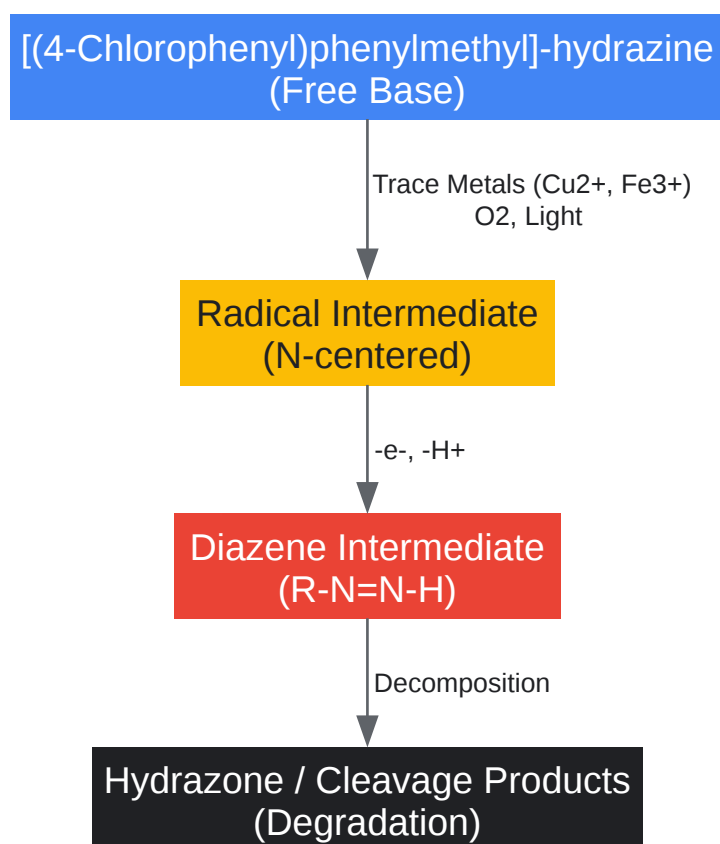 [(4-Chlorophenyl)phenylmethyl]-hydrazine
(Free Base)
Trace Metals (Cu2+, Fe3+)
O2, Light
Radical Intermediate
(N-centered)
-e-, -H+
Diazene Intermediate
(R-N=N-H)
Decomposition
Hydrazone / Cleavage Products
(Degradation)